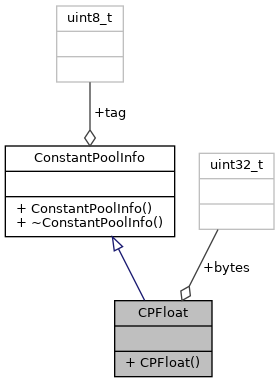 uint8_t
+tag
ConstantPoolInfo
+ ConstantPoolInfo()
+ ~ConstantPoolInfo()
uint32_t
+bytes
CPFloat
+ CPFloat()